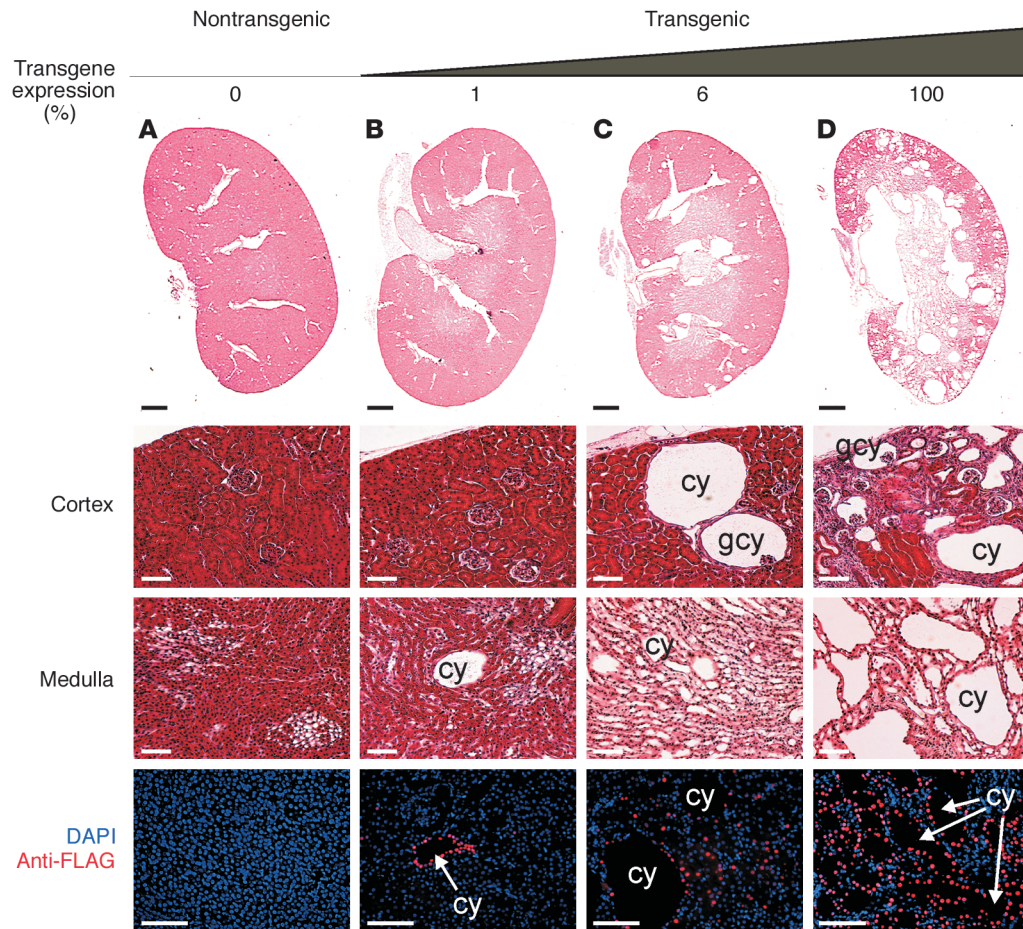 Nontransgenic
Transgenic
Transgene
expression
(%)
0
1
6
100
A
B
C
D
Cortex
cy
gcy
gcy
cy
Medulla
cy
cy
cy
DAPI
Anti-FLAG
cy
cy
cy
cy